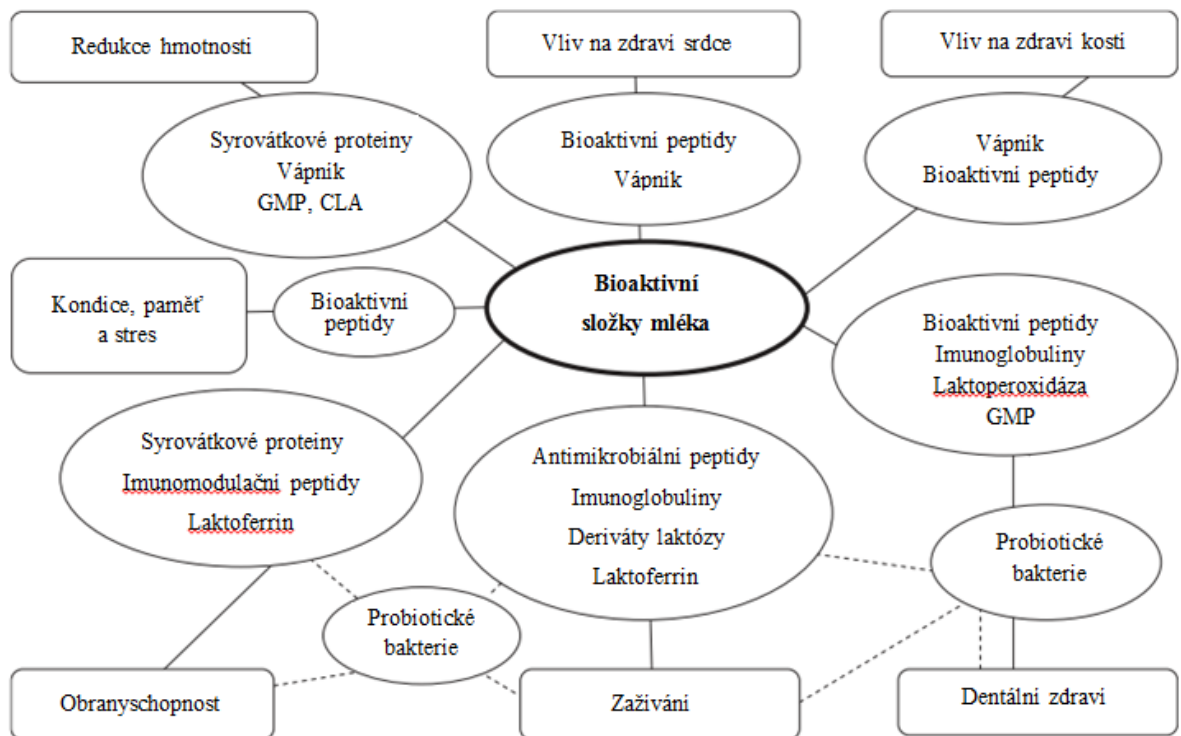 Redukce hmotnosti
Vliv na zdraví srdce
Vliv na zdraví kostí
Syrovátkové proteiny
Vápník
GMP, CLA
Bioaktivní peptidy
Vápník
Vápník
Bioaktivní peptidy
Kondice, paměť
a stres
Bioaktivní
peptidy
Bioaktivní
složky mléka
Bioaktivní peptidy
Imunoglobuliny
Laktoperoxidáza
GMP
Syrovátkové proteiny
Imunomodulační peptidy
Laktoferrin
Antimikrobiální peptidy
Imunoglobuliny
Deriváty laktózy
Laktoferrin
Probiotické
bakterie
Probiotické
bakterie
Obranyschopnost
Zažívání
Dentální zdraví